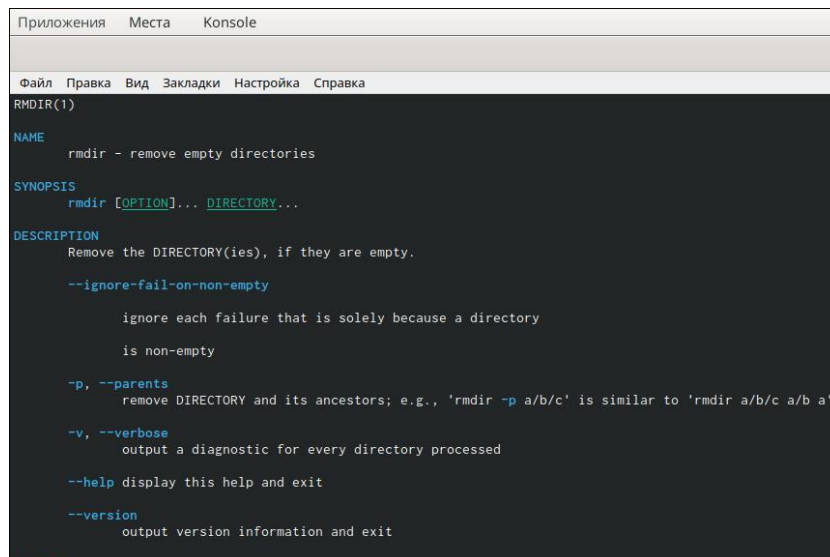 Приложения Места Konsole
Файл Правка Вид Закладки Настройка Справка
RMDIR(1)
NAME
rmdir - remove empty directories
SYNOPSIS
rmdir [OPTION]... DIRECTORY...
DESCRIPTION
Remove the DIRECTORY(ies), if they are empty.
--ignore-fail-on-non-empty
ignore each failure that is solely because a directory
is non-empty
-p, --parents
remove DIRECTORY and its ancestors; e.g., 'rmdir -p a/b/c' is similar to 'rmdir a/b/c a/b a'
-v, --verbose
output a diagnostic for every directory processed
--help display this help and exit
--version
output version information and exit